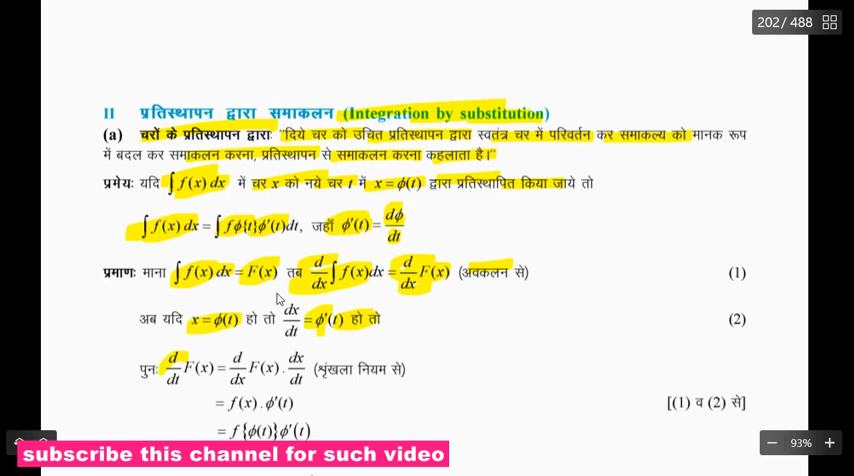 202 / 488
II प्रतिस्थापन द्वारा समाकलन (Integration by substitution)
(a) चरों के प्रतिस्थापन द्वाराः "दिये चर को उचित प्रतिस्थापन द्वारा स्वतंत्र चर में परिवर्तन कर समाकल्य को मानक रूप
में बदल कर समाकलन करना, प्रतिस्थापन से समाकलन करना कहलाता है।"
प्रमेयः यदि ∫ f(x) dx में चर x को नये चर t में x = ϕ(t) द्वारा प्रतिस्थापित किया जाये तो
∫ f(x) dx = ∫ fϕ{t}ϕ′(t)dt, जहाँ ϕ′(t) = dϕ/dt
प्रमाणः माना ∫ f(x) dx = F(x) तब d/dx ∫ f(x)dx = d/dx F(x) (अवकलन से) (1)
अब यदि x = ϕ(t) हो तो dx/dt = ϕ′(t) हो तो (2)
पुनः d/dt F(x) = d/dx F(x) . dx/dt (शृंखला नियम से)
= f(x) . ϕ′(t) [(1) व (2) से]
= f{ϕ(t)}ϕ′(t)
subscribe this channel for such video
93%